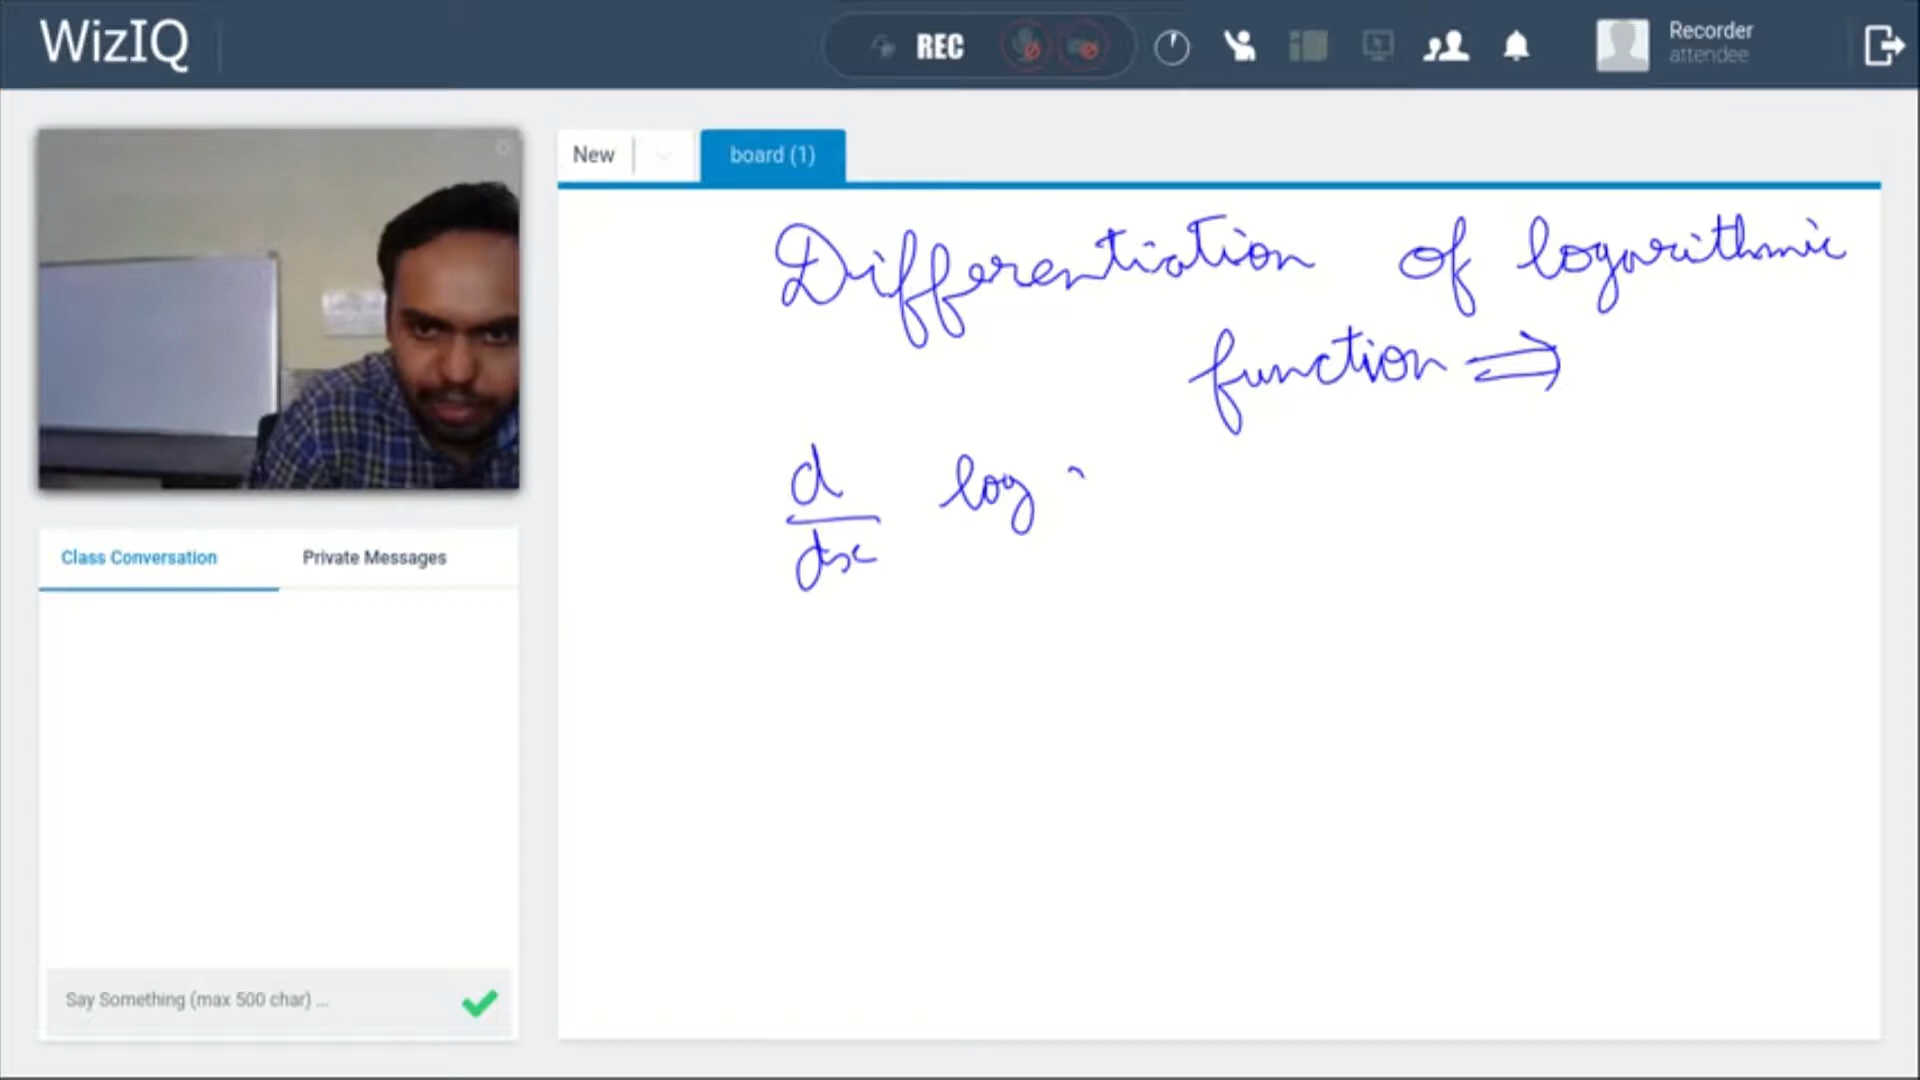 WizIQ
REC
Recorder
attendee
New
board (1)
Differentiation of logarithmic
function ⇒
d
dx
log
Class Conversation
Private Messages
Say Something (max 500 char) ...